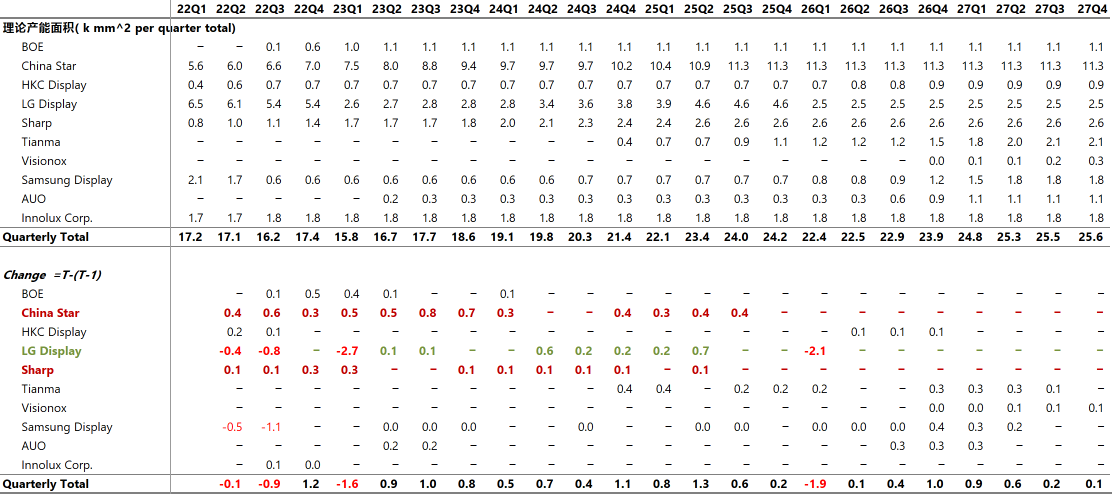 22Q1 22Q2 22Q3 22Q4 23Q1 23Q2 23Q3 23Q4 24Q1 24Q2 24Q3 24Q4 25Q1 25Q2 25Q3 25Q4 26Q1 26Q2 26Q3 26Q4 27Q1 27Q2 27Q3 27Q4
理论产能面积( k mm^2 per quarter total)
BOE – – 0.1 0.6 1.0 1.1 1.1 1.1 1.1 1.1 1.1 1.1 1.1 1.1 1.1 1.1 1.1 1.1 1.1 1.1 1.1 1.1 1.1 1.1
China Star 5.6 6.0 6.6 7.0 7.5 8.0 8.8 9.4 9.7 9.7 9.7 10.2 10.4 10.9 11.3 11.3 11.3 11.3 11.3 11.3 11.3 11.3 11.3 11.3
HKC Display 0.4 0.6 0.7 0.7 0.7 0.7 0.7 0.7 0.7 0.7 0.7 0.7 0.7 0.7 0.7 0.7 0.7 0.8 0.8 0.9 0.9 0.9 0.9 0.9
LG Display 6.5 6.1 5.4 5.4 2.6 2.7 2.8 2.8 2.8 3.4 3.6 3.8 3.9 4.6 4.6 4.6 2.5 2.5 2.5 2.5 2.5 2.5 2.5 2.5
Sharp 0.8 1.0 1.1 1.4 1.7 1.7 1.7 1.8 2.0 2.1 2.3 2.4 2.4 2.6 2.6 2.6 2.6 2.6 2.6 2.6 2.6 2.6 2.6 2.6
Tianma – – – – – – – – – – – 0.4 0.7 0.7 0.9 1.1 1.2 1.2 1.2 1.5 1.8 2.0 2.1 2.1
Visionox – – – – – – – – – – – – – – – – – – – 0.0 0.1 0.1 0.2 0.3
Samsung Display 2.1 1.7 0.6 0.6 0.6 0.6 0.6 0.6 0.6 0.6 0.7 0.7 0.7 0.7 0.7 0.7 0.8 0.8 0.9 1.2 1.5 1.8 1.8 1.8
AUO – – – – – 0.2 0.3 0.3 0.3 0.3 0.3 0.3 0.3 0.3 0.3 0.3 0.3 0.3 0.6 0.9 1.1 1.1 1.1 1.1
Innolux Corp. 1.7 1.7 1.8 1.8 1.8 1.8 1.8 1.8 1.8 1.8 1.8 1.8 1.8 1.8 1.8 1.8 1.8 1.8 1.8 1.8 1.8 1.8 1.8 1.8
Quarterly Total 17.2 17.1 16.2 17.4 15.8 16.7 17.7 18.6 19.1 19.8 20.3 21.4 22.1 23.4 24.0 24.2 22.4 22.5 22.9 23.9 24.8 25.3 25.5 25.6
Change =T-(T-1)
BOE – 0.1 0.5 0.4 0.1 – – 0.1 – – – – – – – – – – – – – – –
China Star 0.4 0.6 0.3 0.5 0.5 0.8 0.7 0.3 – – 0.4 0.3 0.4 0.4 – – – – – – – – –
HKC Display 0.2 0.1 – – – – – – – – – – – – – – 0.1 0.1 0.1 – – – –
LG Display -0.4 -0.8 – -2.7 0.1 0.1 – – 0.6 0.2 0.2 0.2 0.7 – – -2.1 – – – – – – –
Sharp 0.1 0.1 0.3 0.3 – – 0.1 0.1 0.1 0.1 0.1 – 0.1 – – – – – – – – – –
Tianma – – – – – – – – – – 0.4 0.4 – 0.2 0.2 0.2 – – 0.3 0.3 0.3 0.1 –
Visionox – – – – – – – – – – – – – – – – – – 0.0 0.0 0.1 0.1 0.1
Samsung Display -0.5 -1.1 – – 0.0 0.0 0.0 – – 0.0 – – 0.0 0.0 – 0.0 0.0 0.0 0.4 0.3 0.2 – –
AUO – – – – 0.2 0.2 – – – – – – – – – – – 0.3 0.3 0.3 – – –
Innolux Corp. – 0.1 0.0 – – – – – – – – – – – – – – – – – – – –
Quarterly Total -0.1 -0.9 1.2 -1.6 0.9 1.0 0.8 0.5 0.7 0.4 1.1 0.8 1.3 0.6 0.2 -1.9 0.1 0.4 1.0 0.9 0.6 0.2 0.1